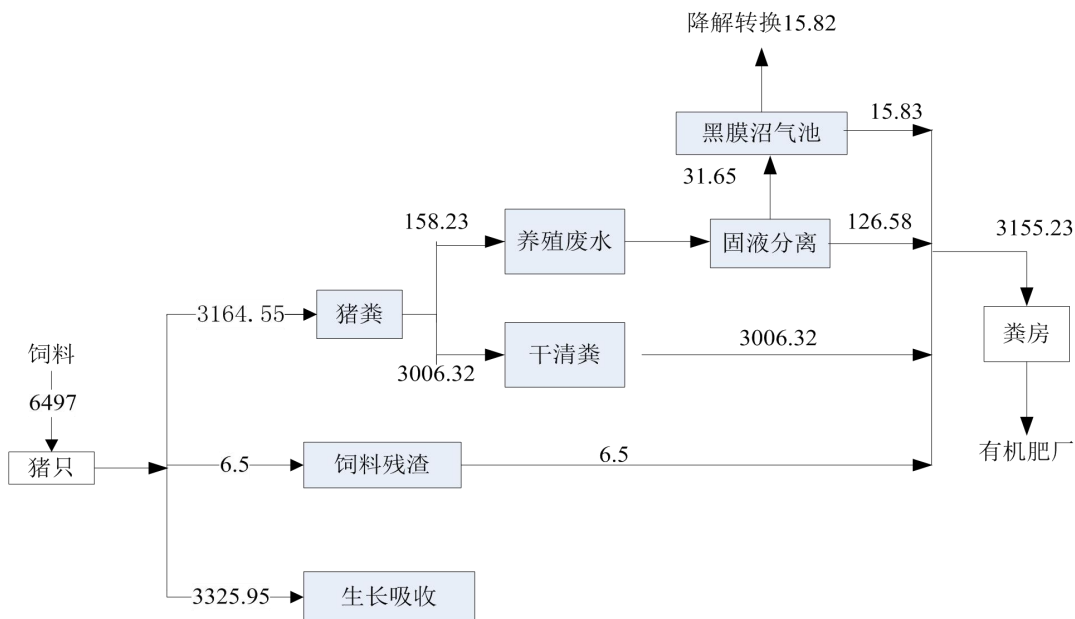 降解转换15.82
黑膜沼气池
15.83
31.65
158.23
养殖废水
固液分离
126.58
3155.23
3164.55
猪粪
粪房
饲料
3006.32
干清粪
3006.32
6497
猪只
6.5
饲料残渣
6.5
有机肥厂
3325.95
生长吸收